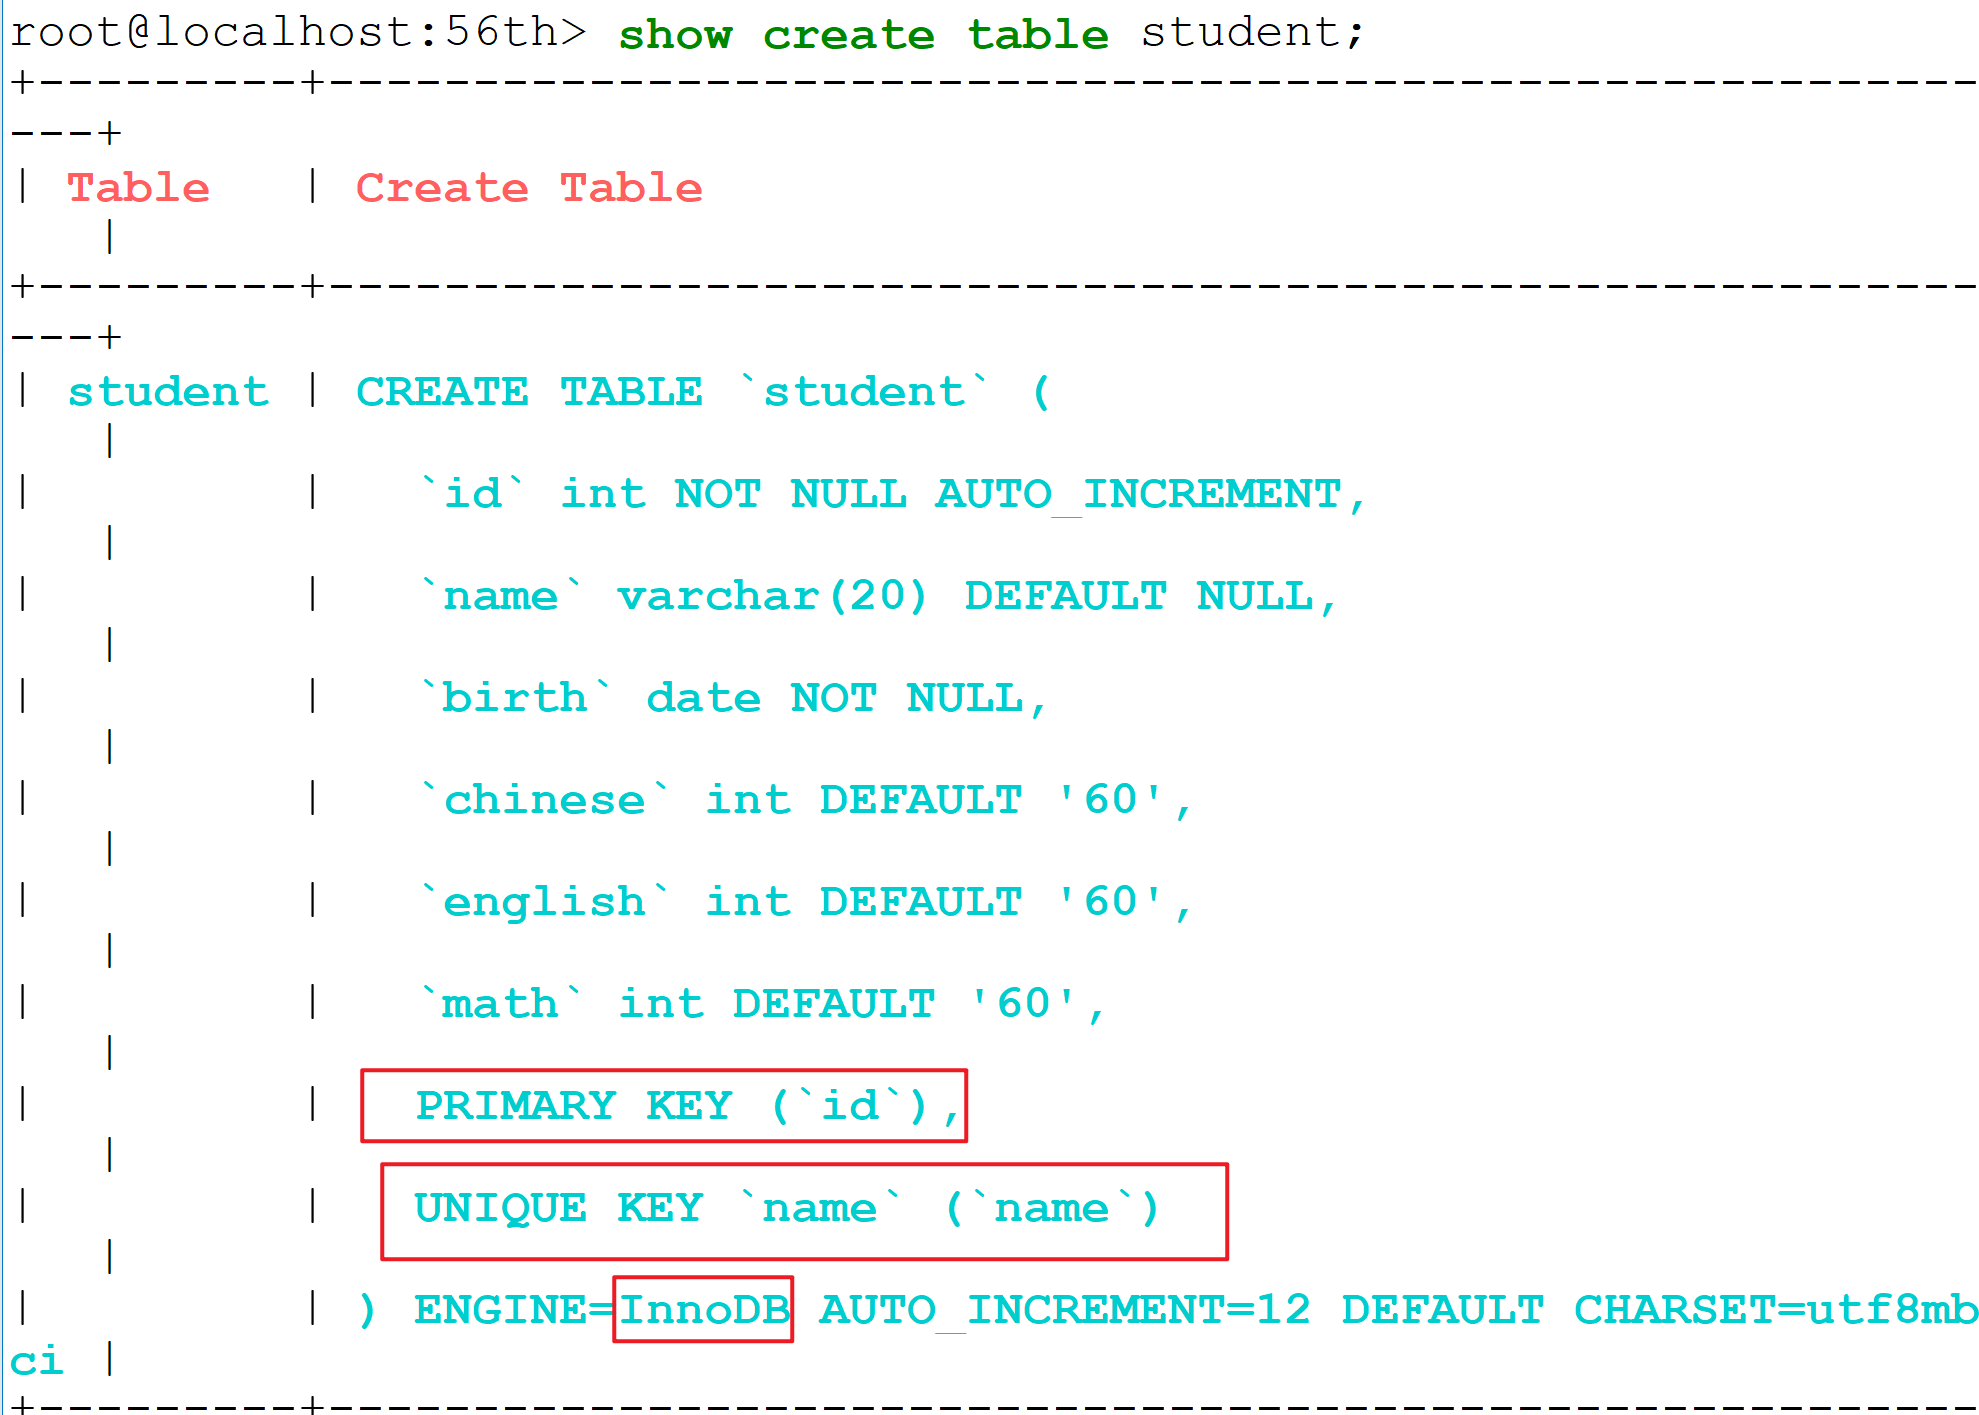 root@localhost:56th> show create table student;
+---------+---------------------------------------------------------
---+
| Table   | Create Table
   |
+---------+---------------------------------------------------------
---+
| student | CREATE TABLE `student` (
   |
|         |   `id` int NOT NULL AUTO_INCREMENT,
   |
|         |   `name` varchar(20) DEFAULT NULL,
   |
|         |   `birth` date NOT NULL,
   |
|         |   `chinese` int DEFAULT '60',
   |
|         |   `english` int DEFAULT '60',
   |
|         |   `math` int DEFAULT '60',
   |
|         |   PRIMARY KEY (`id`),
   |
|         |   UNIQUE KEY `name` (`name`)
   |
|         | ) ENGINE=InnoDB AUTO_INCREMENT=12 DEFAULT CHARSET=utf8mb
ci |
+---------+---------------------------------------------------------